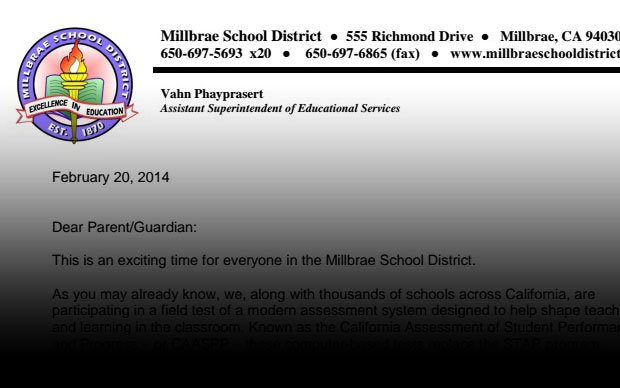 MILLBRAE SCHOOL DISTRICT
EXCELLENCE IN EDUCATION
EST. 1870
Millbrae School District ● 555 Richmond Drive ● Millbrae, CA 94030
650-697-5693 x20 ● 650-697-6865 (fax) ● www.millbraeschooldistrict
Vahn Phayprasert
Assistant Superintendent of Educational Services
February 20, 2014
Dear Parent/Guardian:
This is an exciting time for everyone in the Millbrae School District.
As you may already know, we, along with thousands of schools across California, are
participating in a field test of a modern assessment system designed to help shape teach
and learning in the classroom. Known as the California Assessment of Student Performa
and Progress – or CAASPP – these computer-based tests replace the STAR program